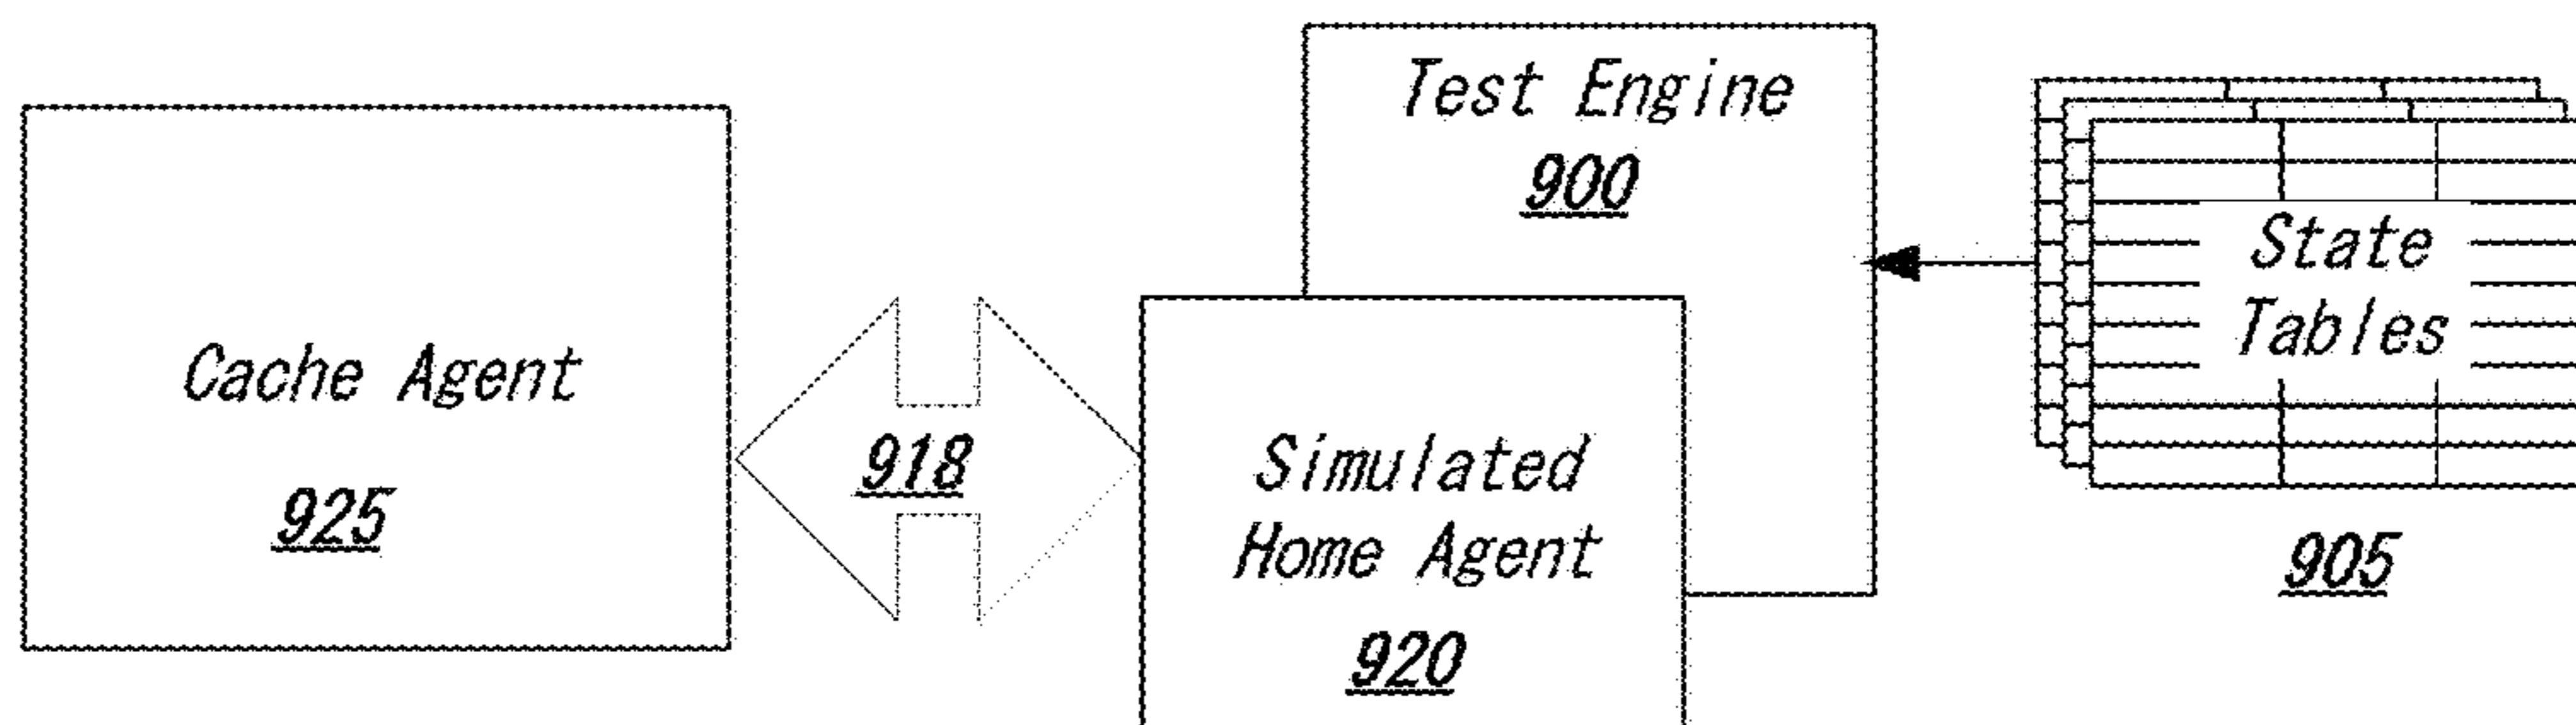 Test Engine
900
State
Tables
905
Cache Agent
925
918
Simulated
Home Agent
920